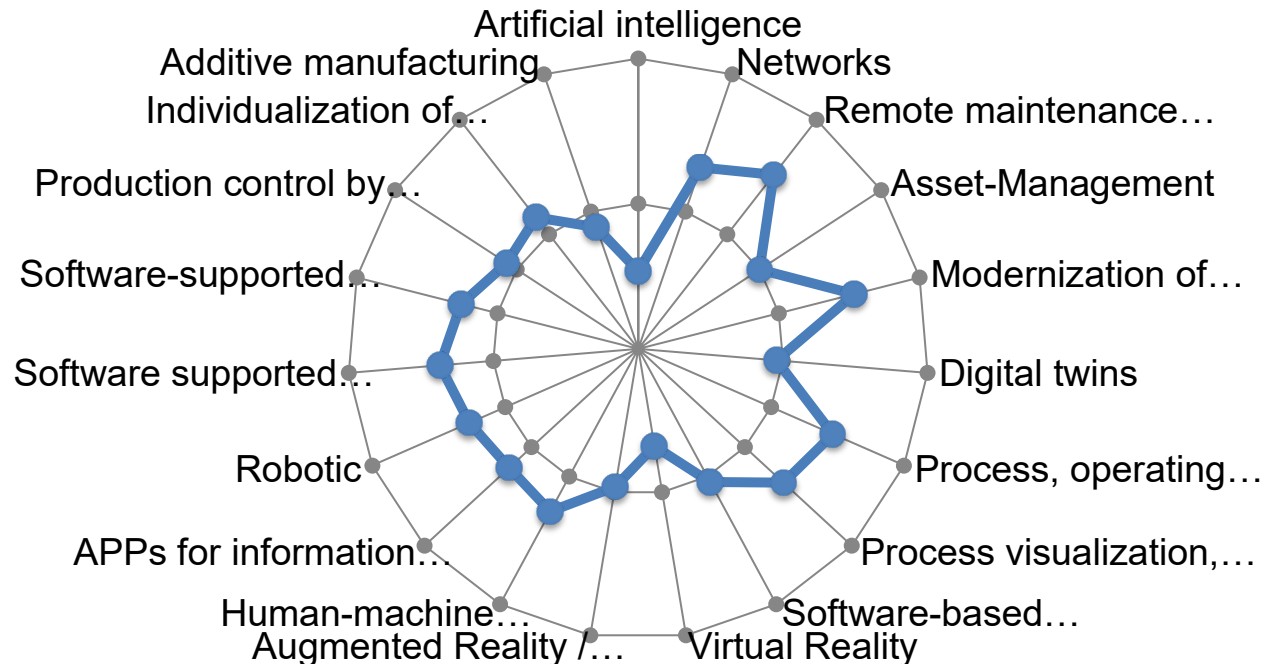 Artificial intelligence
Networks
Remote maintenance…
Asset-Management
Modernization of…
Digital twins
Process, operating…
Process visualization,…
Software-based…
Virtual Reality
Augmented Reality /…
Human-machine…
APPs for information…
Robotic
Software supported…
Software-supported…
Production control by…
Individualization of…
Additive manufacturing